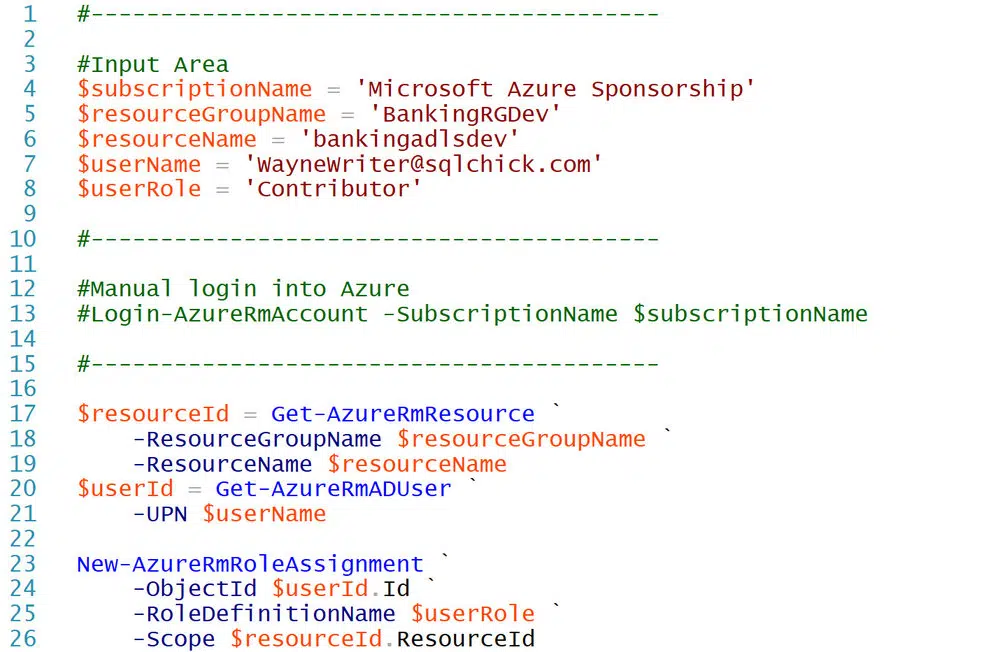 1 #-----------------------------------------
2
3 #Input Area
4 $subscriptionName = 'Microsoft Azure Sponsorship'
5 $resourceGroupName = 'BankingRGDev'
6 $resourceName = 'bankingadlsdev'
7 $userName = 'WayneWriter@sqlchick.com'
8 $userRole = 'Contributor'
9
10 #-----------------------------------------
11
12 #Manual login into Azure
13 #Login-AzureRmAccount -SubscriptionName $subscriptionName
14
15 #-----------------------------------------
16
17 $resourceId = Get-AzureRmResource `
18     -ResourceGroupName $resourceGroupName `
19     -ResourceName $resourceName
20 $userId = Get-AzureRmADUser `
21     -UPN $userName
22
23 New-AzureRmRoleAssignment `
24     -ObjectId $userId.Id `
25     -RoleDefinitionName $userRole `
26     -Scope $resourceId.ResourceId